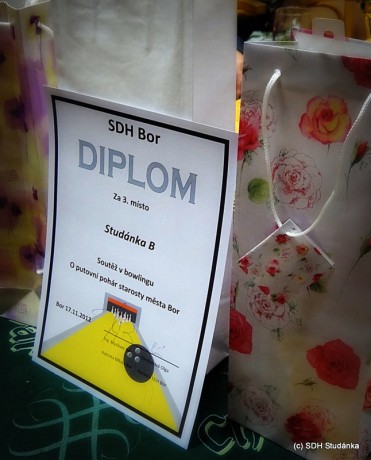 SDH Bor
DIPLOM
Za 3. místo
Studánka B
Soutěž v bowlingu
O putovní pohár starosty města Bor
Bor 17.11.2012
(c) SDH Studánka